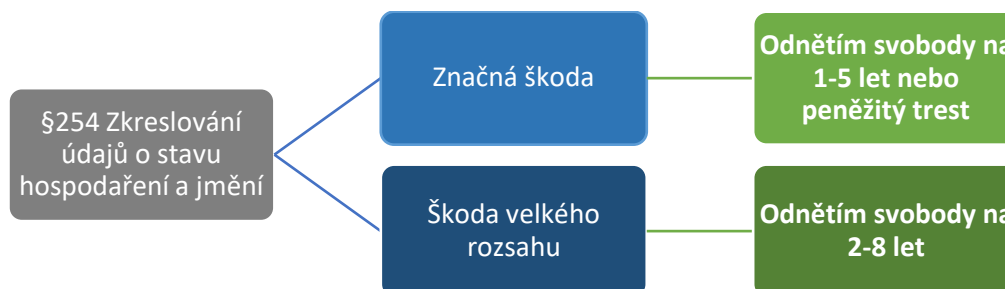 §254 Zkreslování
údajů o stavu
hospodaření a jmění
Značná škoda
Odnětím svobody na
1-5 let nebo
peněžitý trest
Škoda velkého
rozsahu
Odnětím svobody na
2-8 let